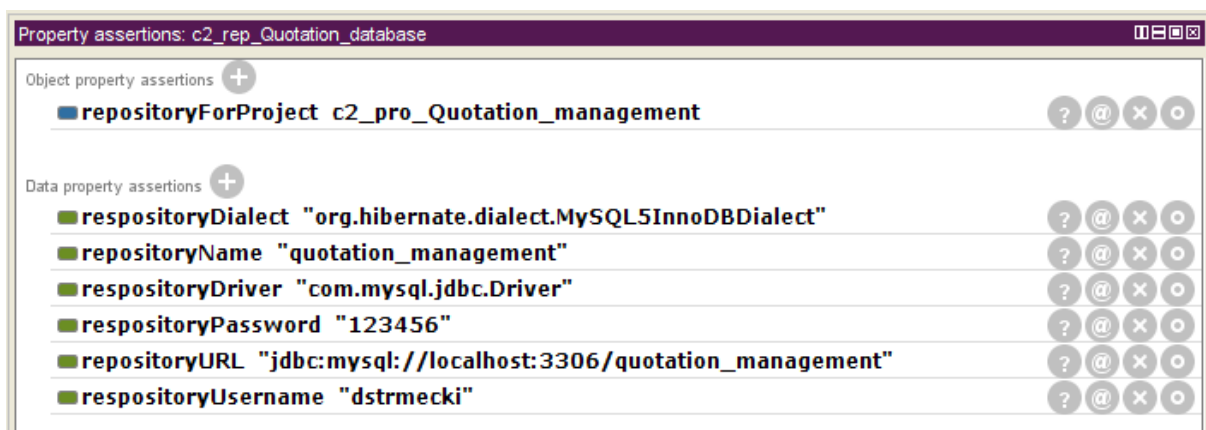 Property assertions: c2_rep_Quotation_database
Object property assertions
repositoryForProject c2_pro_Quotation_management
Data property assertions
respositoryDialect "org.hibernate.dialect.MySQL5InnoDBDialect"
repositoryName "quotation_management"
respositoryDriver "com.mysql.jdbc.Driver"
respositoryPassword "123456"
repositoryURL "jdbc:mysql://localhost:3306/quotation_management"
respositoryUsername "dstrmecki"